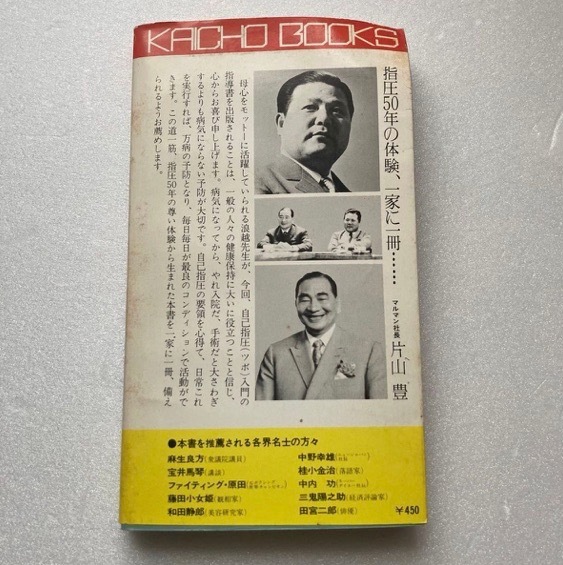 KAICHO BOOKS
指圧50年の体験、一家に一冊……
マルマン社長 片山 豊
母心をモットーに活躍していられる浪越先生が、今回、自己指圧(ツボ)入門の
指導書を出版されることは、一般の人々の健康保持に大いに役立つことと信じ、
心からお喜び申し上げます。病気になってから、やれ入院だ、手術だと大さわぎ
するよりも病気にならない予防が大切です。自己指圧の要領を心得て、日常これ
を実行すれば、万病の予防となり、毎日毎日が最良のコンディションで活動がで
きます。この道一筋、指圧50年の尊い体験から生まれた本書を一家に一冊、備え
られるようお薦めします。
●本書を推薦される各界名士の方々
麻生良方(衆議院議員)
宝井馬琴(講談)
ファイティング・原田
藤田小女姫(観相家)
和田静郎(美容研究家)
中野幸雄
桂小金治(落語家)
中内 功
三鬼陽之助(経済評論家)
田宮二郎(俳優)
¥450